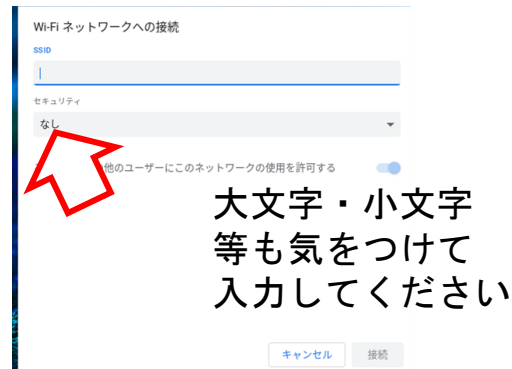 Wi-Fi ネットワークへの接続
SSID
セキュリティ
なし
他のユーザーにこのネットワークの使用を許可する
大文字・小文字
等も気をつけて
入力してください
キャンセル 接続